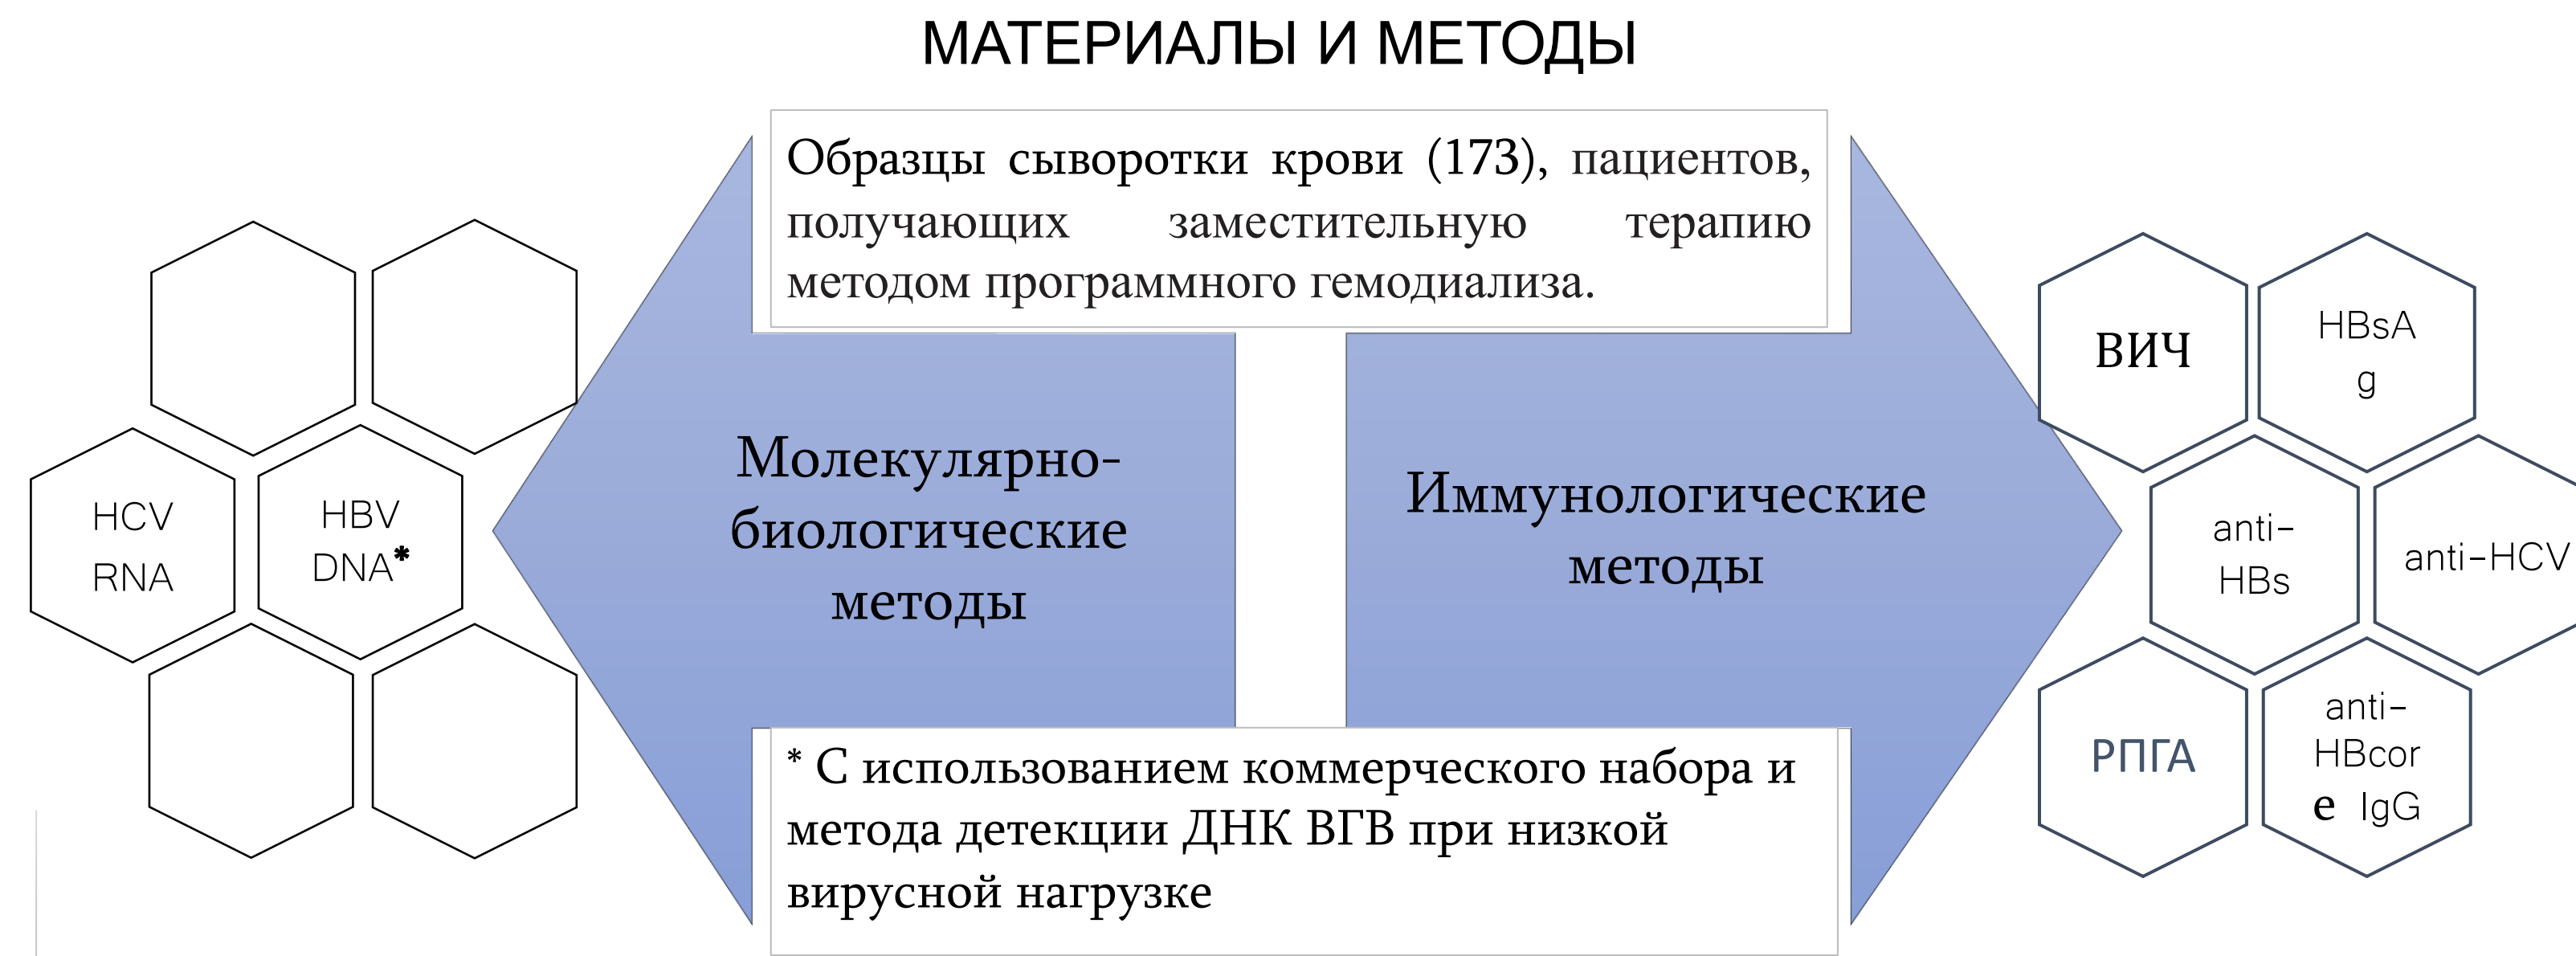 МАТЕРИАЛЫ И МЕТОДЫ
Образцы сыворотки крови (173), пациентов,
получающих заместительную терапию
методом программного гемодиализа.
HCV
RNA
HBV
DNA*
Молекулярно-
биологические
методы
Иммунологические
методы
ВИЧ
HBsA
g
anti-
HBs
anti-HCV
РПГА
anti-
HBcor
e IgG
* С использованием коммерческого набора и
метода детекции ДНК ВГВ при низкой
вирусной нагрузке